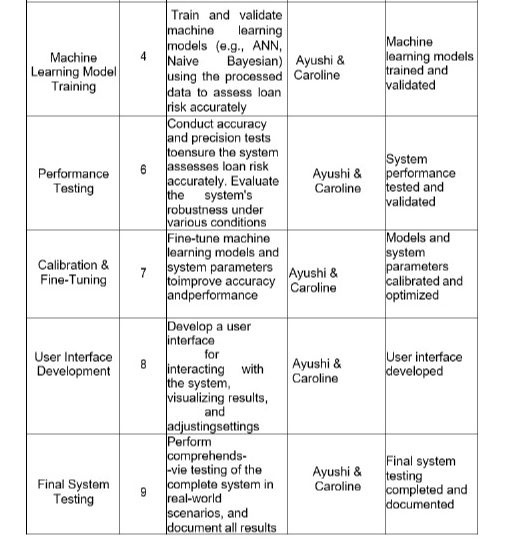 Machine
Learning Model
Training
4
Train and validate
machine learning
models (e.g., ANN,
Naive Bayesian)
using the processed
data to assess loan
risk accurately
Ayushi &
Caroline
Machine
learning models
trained and
validated
Performance
Testing
6
Conduct accuracy
and precision tests
toensure the system
assesses loan risk
accurately. Evaluate
the system's
robustness under
various conditions
Ayushi &
Caroline
System
performance
tested and
validated
Calibration &
Fine-Tuning
7
Fine-tune machine
learning models and
system parameters
toimprove accuracy
andperformance
Ayushi &
Caroline
Models and
system
parameters
calibrated and
optimized
User Interface
Development
8
Develop a user
interface
for
interacting with
the system,
visualizing results,
and
adjustingsettings
Ayushi &
Caroline
User interface
developed
Final System
Testing
9
Perform
comprehends-
-vie testing of the
complete system in
real-world
scenarios, and
document all results
Ayushi &
Caroline
Final system
testing
completed and
documented